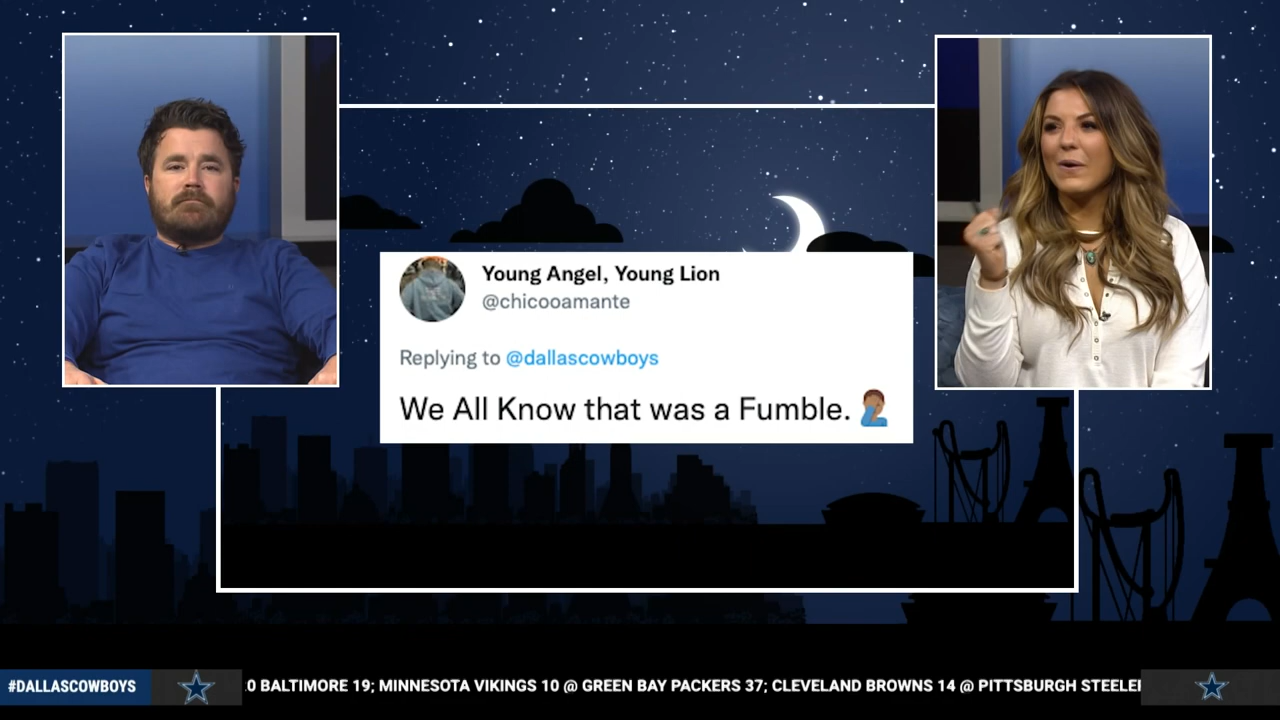 Young Angel, Young Lion
@chicooamante
Replying to @dallascowboys
We All Know that was a Fumble. 🤦🏾‍♂️
#DALLASCOWBOYS
0 BALTIMORE 19; MINNESOTA VIKINGS 10 @ GREEN BAY PACKERS 37; CLEVELAND BROWNS 14 @ PITTSBURGH